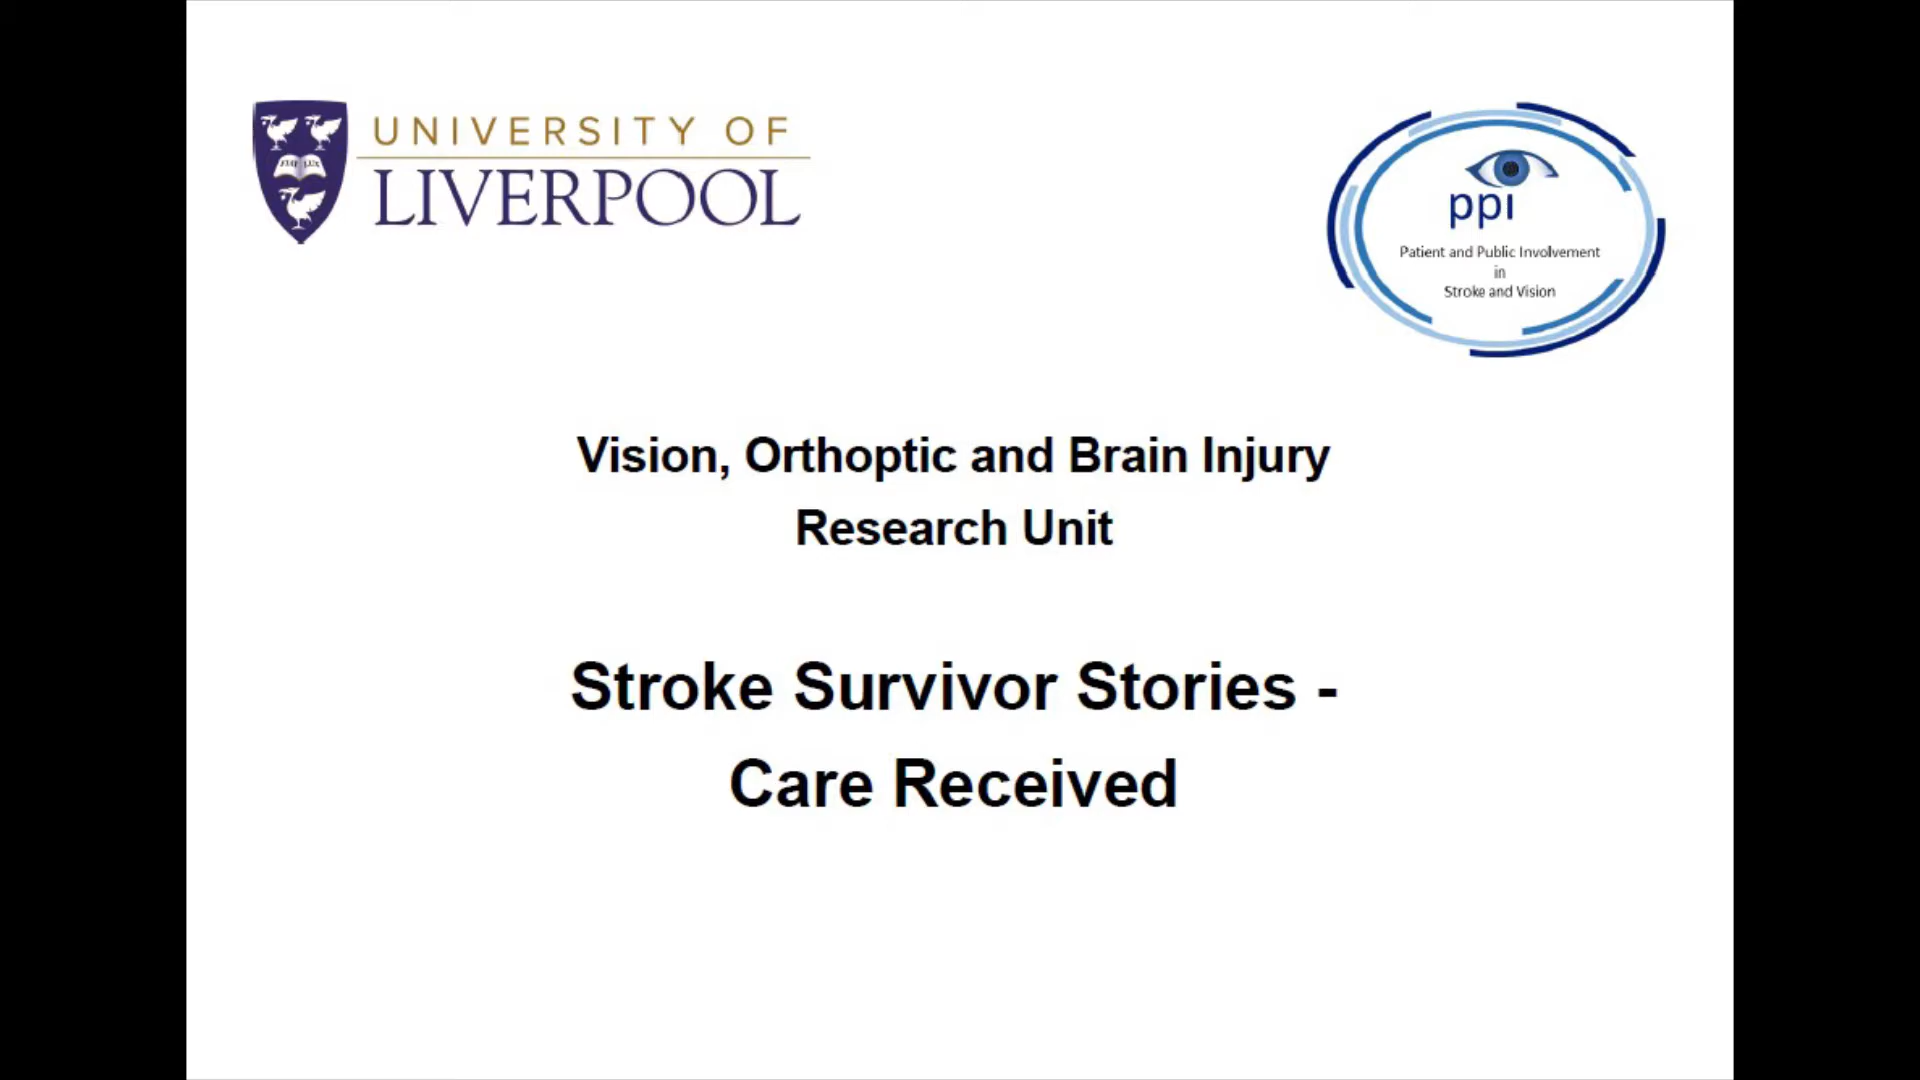 UNIVERSITY OF
LIVERPOOL
ppi
Patient and Public Involvement
in
Stroke and Vision
Vision, Orthoptic and Brain Injury
Research Unit
Stroke Survivor Stories -
Care Received